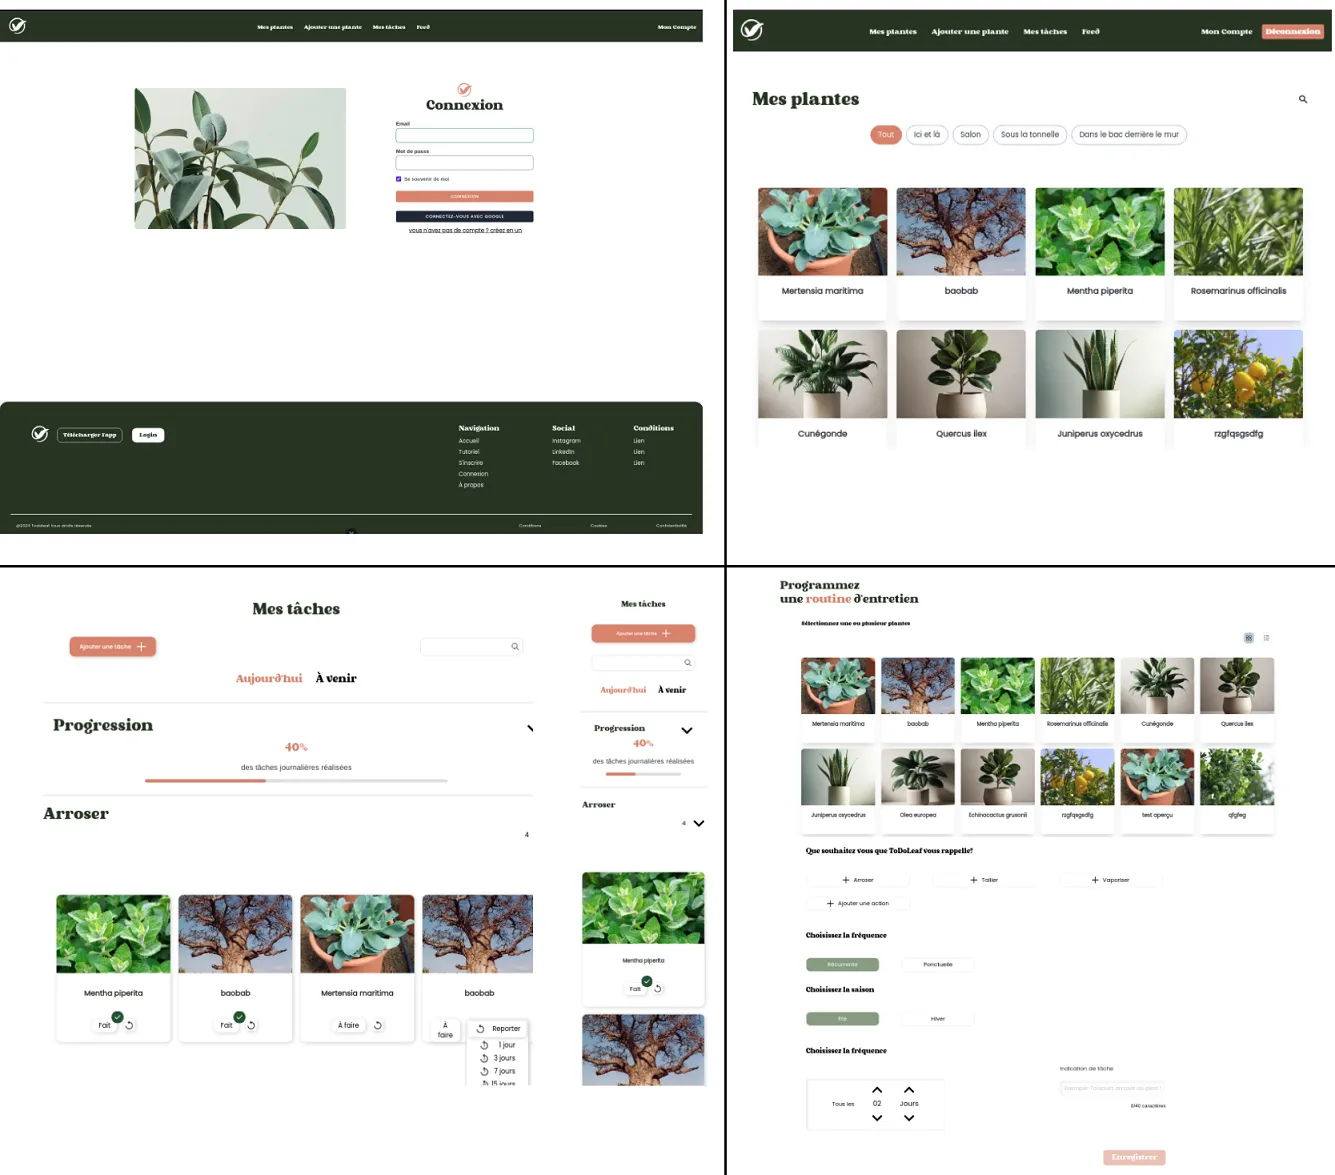 Mes plantes Ajouter une plante Mes tâches Feed Mon Compte
Connexion
Email
Mot de passe
Se souvenir de moi
CONNEXION
CONNECTEZ-VOUS AVEC GOOGLE
vous n'avez pas de compte ? créez en un
Télécharger l'app Login
Navigation Social Conditions
Accueil Instagram Lien
Tutoriel LinkedIn Lien
S'inscrire Facebook Lien
Connexion
À propos
@2024 Todoleaf, tous droits réservés Conditions Cookies Confidentialité
Mes plantes Ajouter une plante Mes tâches Feed Mon Compte Déconnexion
Mes plantes
Tout Ici et là Salon Sous la tonnelle Dans le bac derrière le mur
Mertensia maritima baobab Mentha piperita Rosemarinus officinalis
Cunégonde Quercus ilex Juniperus oxycedrus rzgfqsgsdfg
Mes tâches
Ajouter une tâche
Aujourd'hui À venir
Progression
40%
des tâches journalières réalisées
Arroser
4
Mentha piperita baobab Mertensia maritima baobab
Fait Fait À faire À faire Reporter
1 jour
3 jours
7 jours
15 jours
Mes tâches
Ajouter une tâche
Aujourd'hui À venir
Progression
40%
des tâches journalières réalisées
Arroser
4
Mentha piperita
Fait
Programmez
une routine d'entretien
Sélectionnez une ou plusieur plantes
Mertensia maritima baobab Mentha piperita Rosemarinus officinalis Cunégonde Quercus ilex
Juniperus oxycedrus Olea europea Echinocactus grusonii rzgfqsgsdfg test aperçu qfgfeg
Que souhaitez vous que ToDoLeaf vous rappelle?
Arroser Tailler Vaporiser
Ajouter une action
Choisissez la fréquence
Récurrente Ponctuelle
Choisissez la saison
Eté Hiver
Choisissez la fréquence
Indication de tâche
Tous les 02 Jours
0/40 caractères
Enregistrer